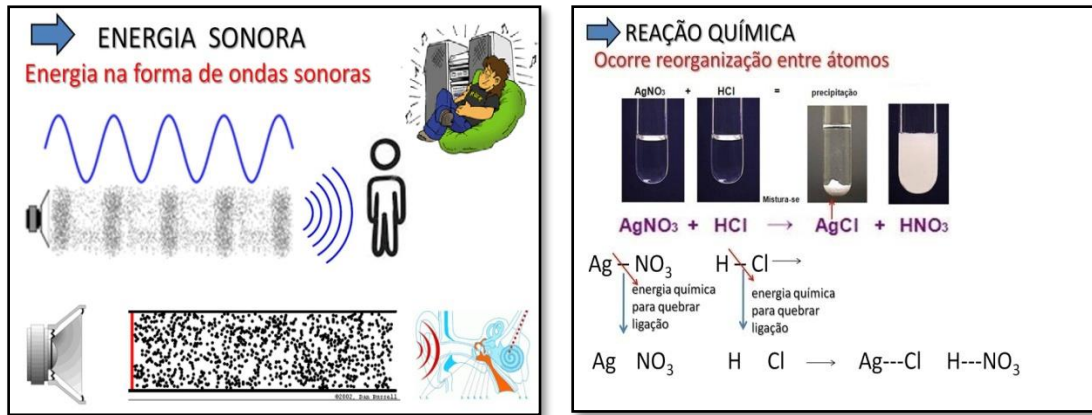 ENERGIA SONORA
Energia na forma de ondas sonoras
©2002, Dan Russell
REAÇÃO QUÍMICA
Ocorre reorganização entre átomos
AgNO₃ + HCl = precipitação
Mistura-se
AgNO₃ + HCl → AgCl + HNO₃
Ag – NO₃ H – Cl →
energia química
para quebrar
ligação
energia química
para quebrar
ligação
Ag NO₃ H Cl → Ag---Cl H---NO₃